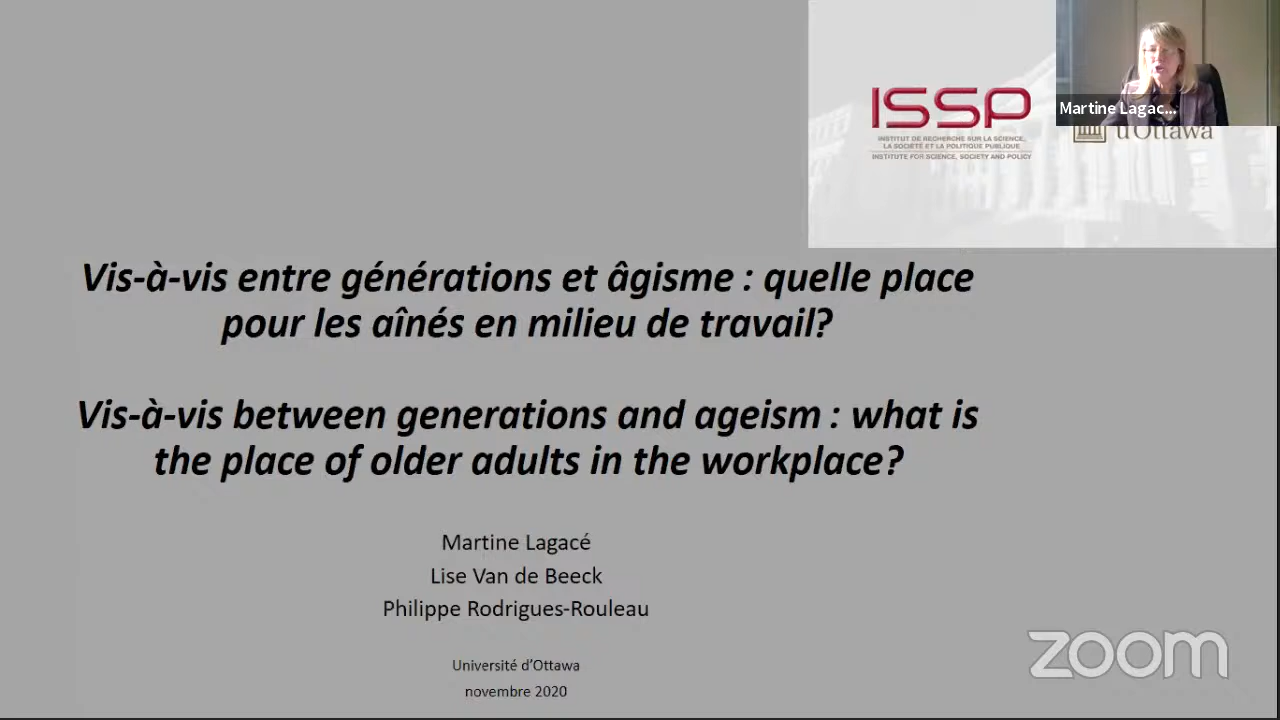 ISSP
INSTITUT DE RECHERCHE SUR LA SCIENCE,
LA SOCIÉTÉ ET LA POLITIQUE PUBLIQUE
INSTITUTE FOR SCIENCE, SOCIETY AND POLICY
Martine Lagac...
uOttawa
Vis-à-vis entre générations et âgisme : quelle place
pour les aînés en milieu de travail?
Vis-à-vis between generations and ageism : what is
the place of older adults in the workplace?
Martine Lagacé
Lise Van de Beeck
Philippe Rodrigues-Rouleau
Université d'Ottawa
novembre 2020
zoom